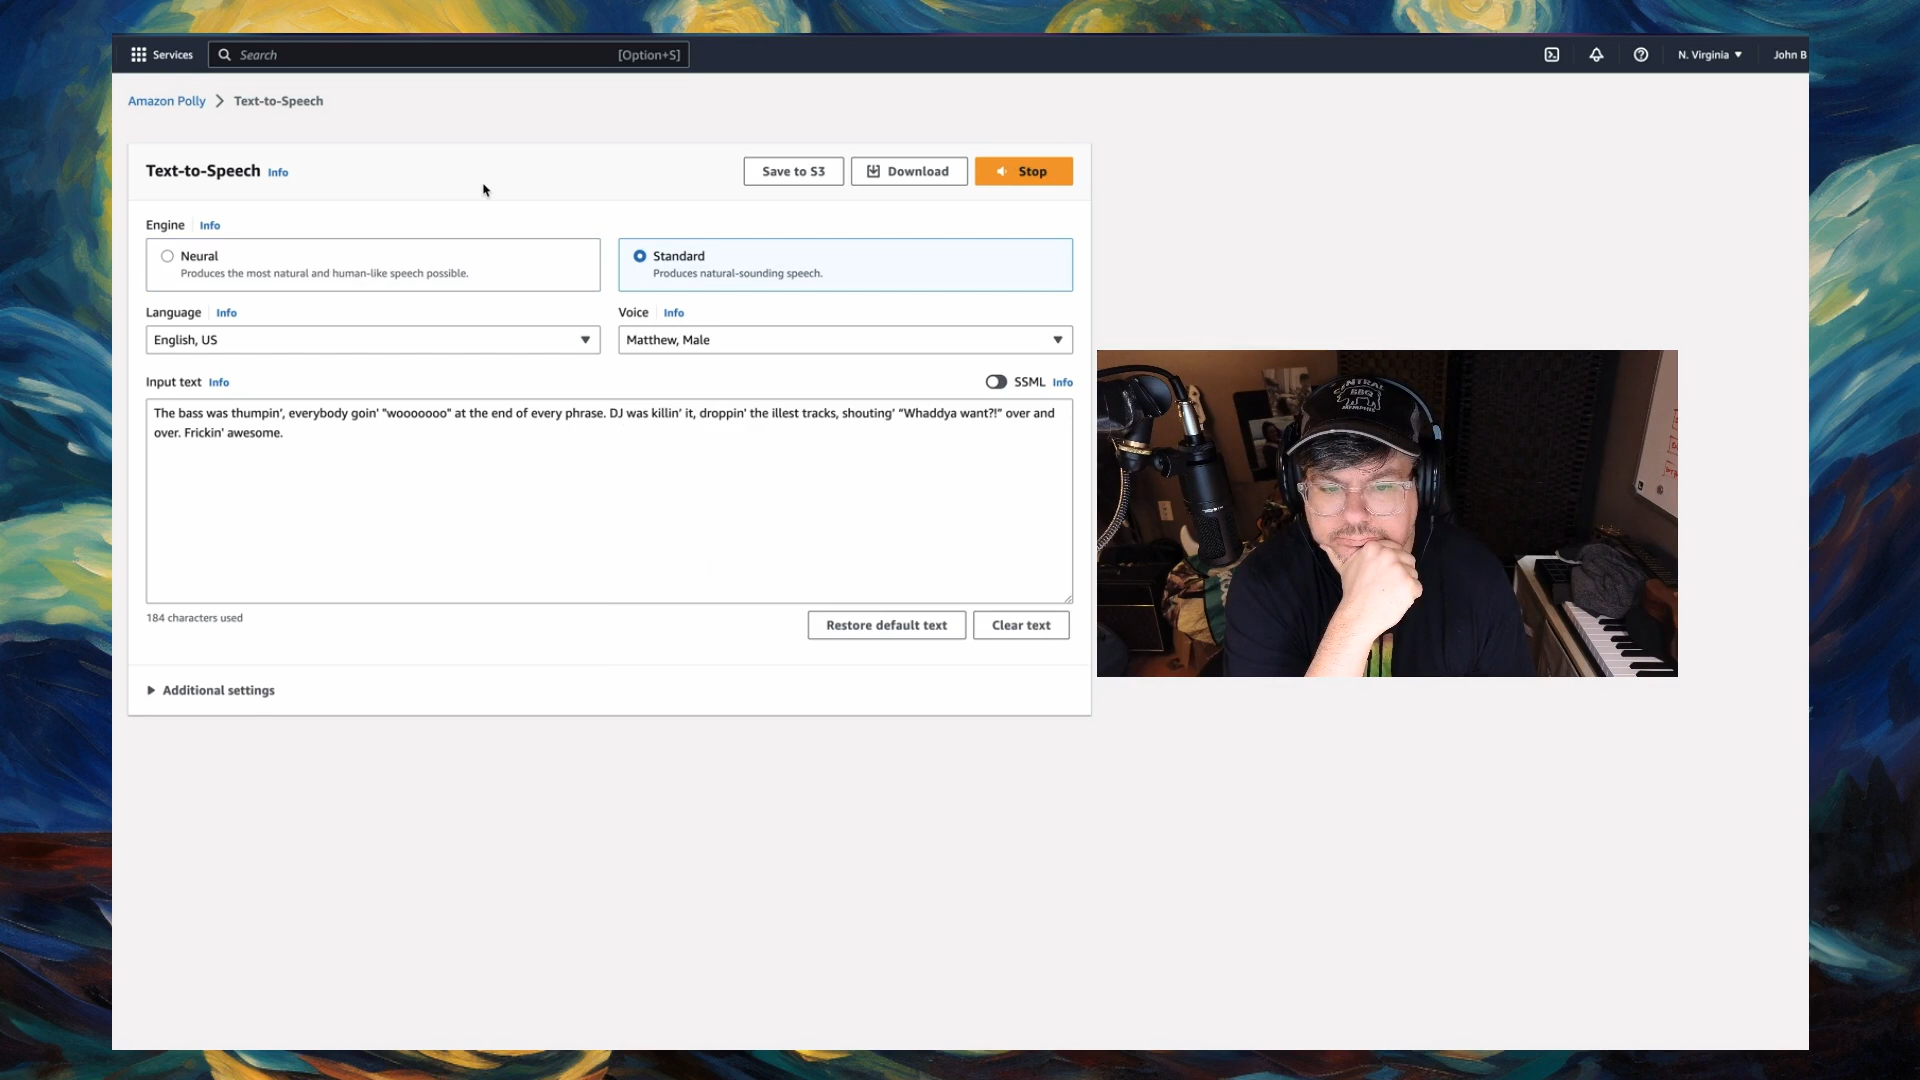 Services
Search
[Option+S]
N. Virginia
John B
Amazon Polly > Text-to-Speech
Text-to-Speech Info
Save to S3
Download
Stop
Engine Info
Neural
Produces the most natural and human-like speech possible.
Standard
Produces natural-sounding speech.
Language Info
Voice Info
English, US
Matthew, Male
Input text Info
SSML Info
The bass was thumpin’, everybody goin' "wooooooo" at the end of every phrase. DJ was killin’ it, droppin’ the illest tracks, shouting’ “Whaddya want?!” over and
over. Frickin’ awesome.
184 characters used
Restore default text
Clear text
Additional settings
CENTRAL
BBQ
MEMPHIS